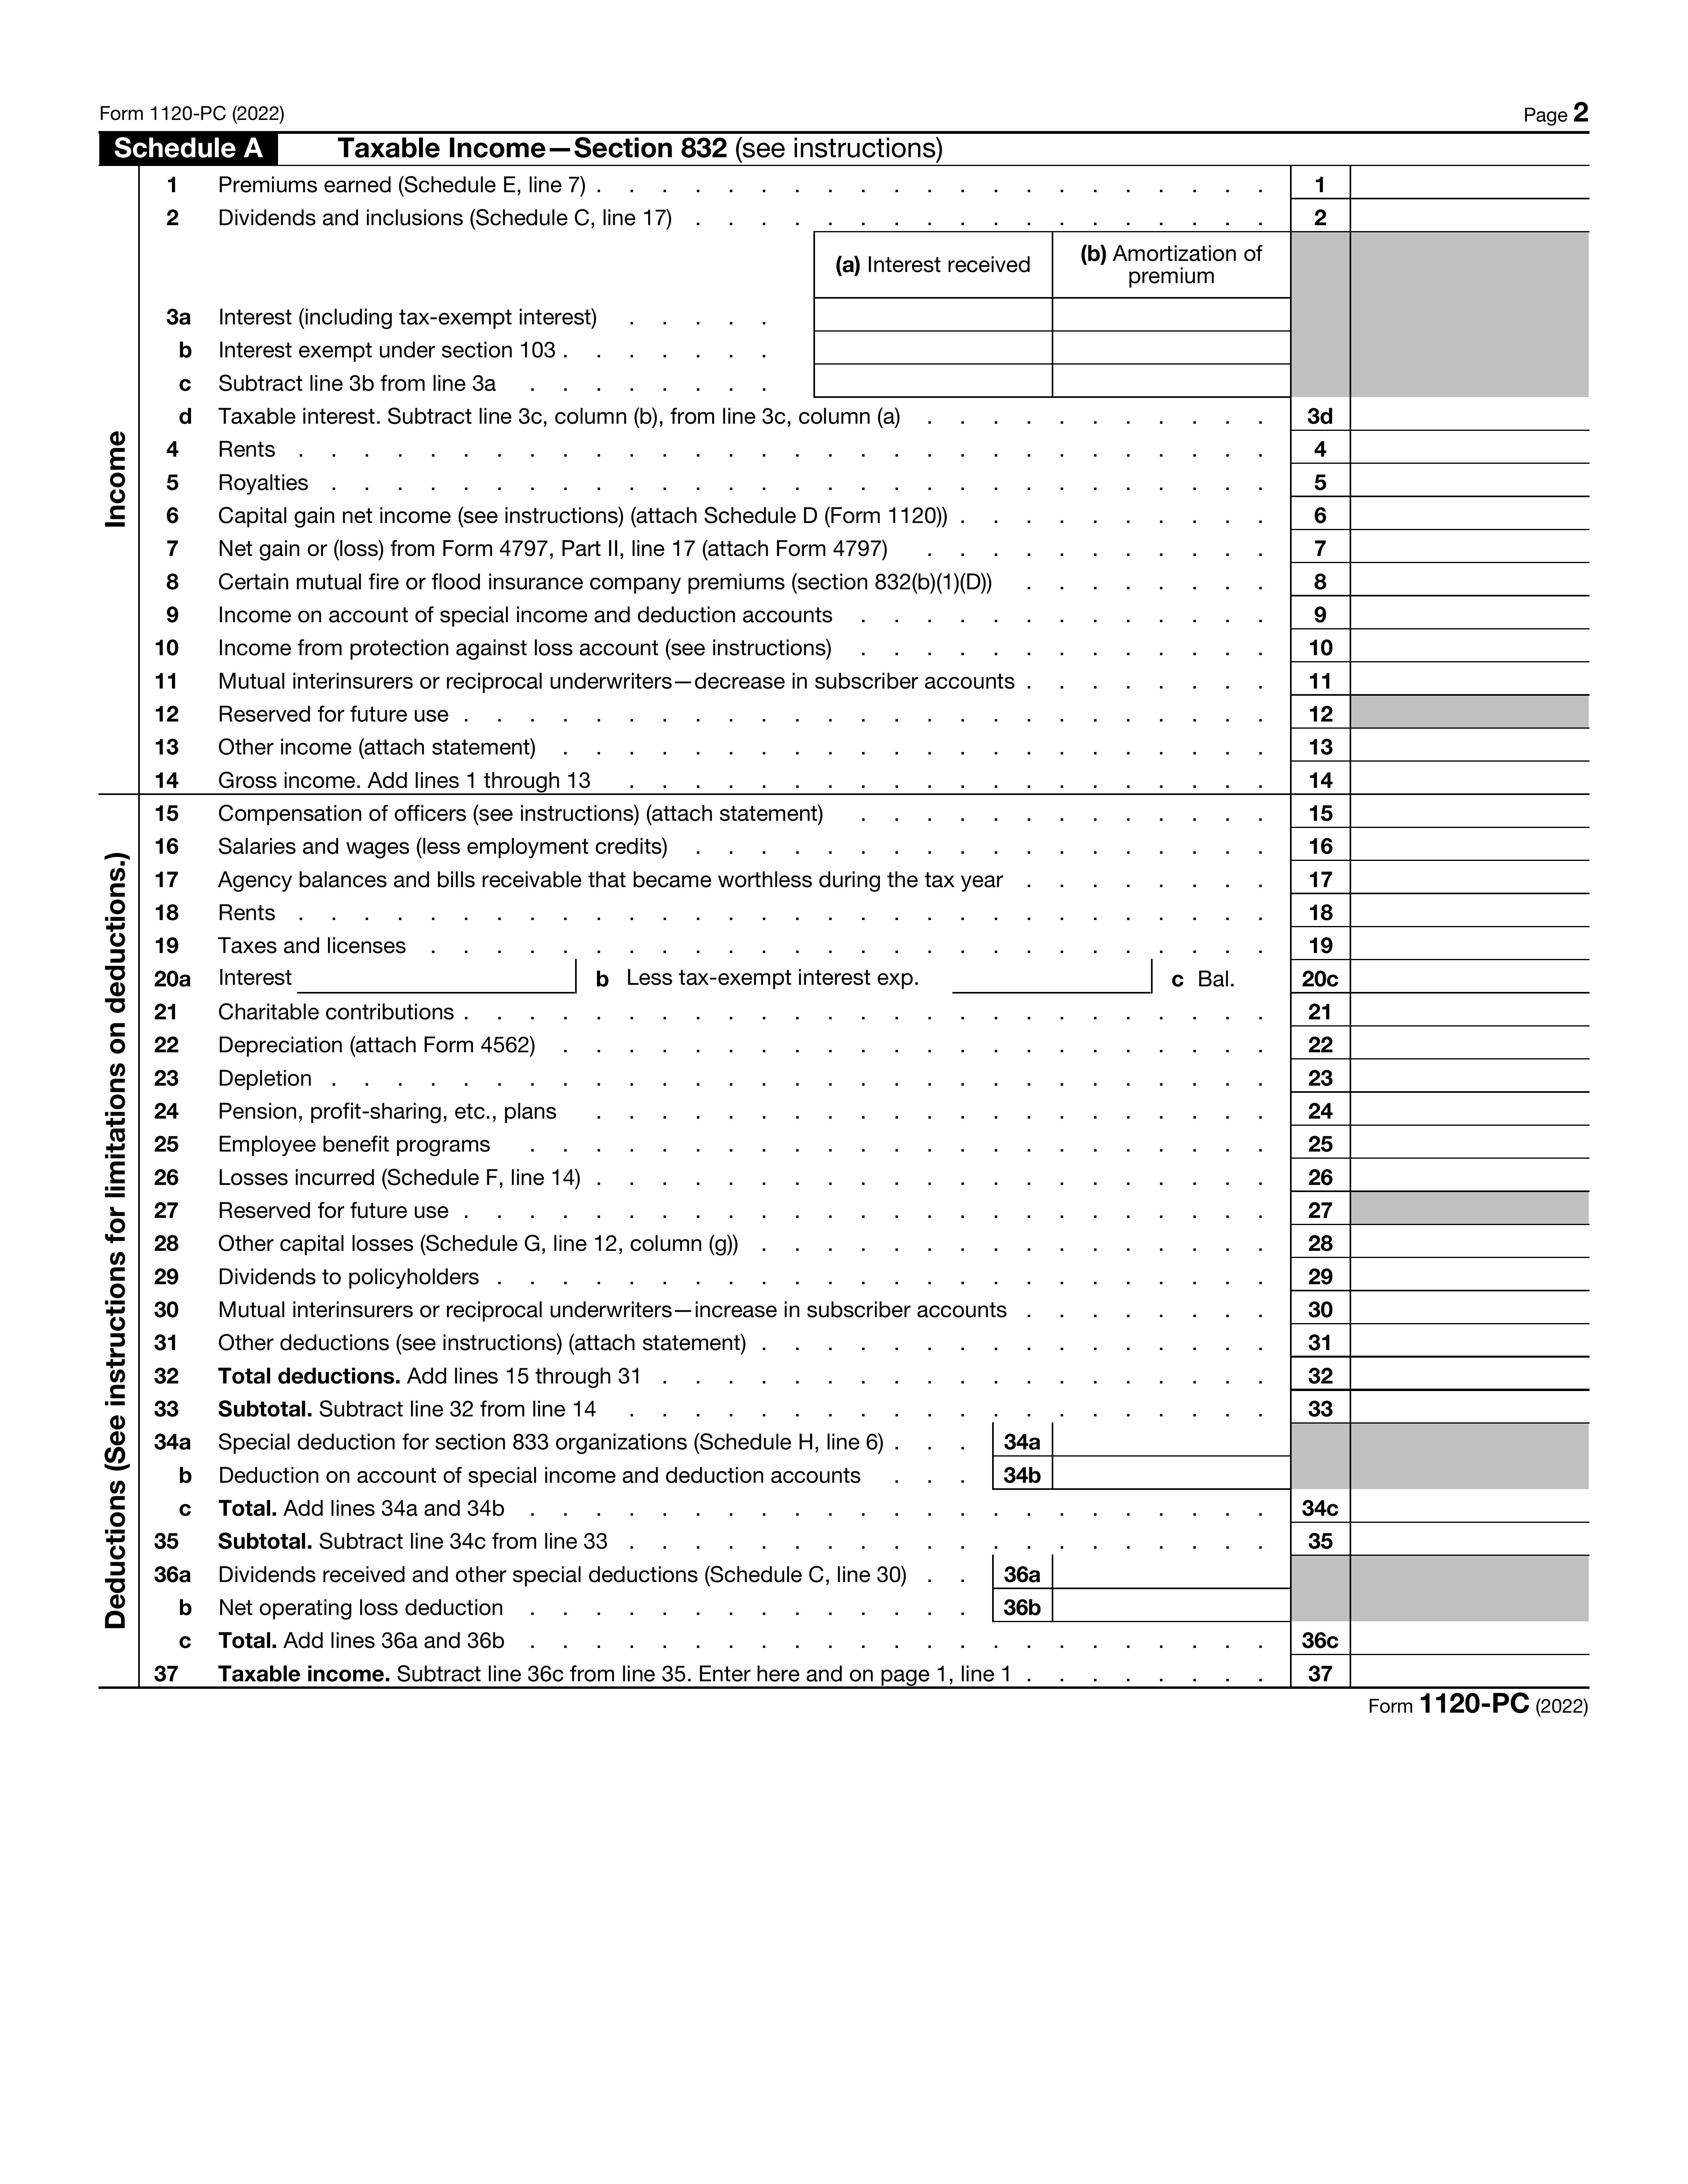 Form 1120-PC (2022) Page 2
Schedule A Taxable Income—Section 832 (see instructions)
Income
1 Premiums earned (Schedule E, line 7) . . . . . . . . . . . . . . . . . . . . . 1
2 Dividends and inclusions (Schedule C, line 17) . . . . . . . . . . . . . . . . . . 2
(a) Interest received (b) Amortization of premium
3a Interest (including tax-exempt interest) . . . . .
b Interest exempt under section 103 . . . . . . .
c Subtract line 3b from line 3a . . . . . . . .
d Taxable interest. Subtract line 3c, column (b), from line 3c, column (a) . . . . . . . . . . . 3d
4 Rents . . . . . . . . . . . . . . . . . . . . . . . . . . . . . . 4
5 Royalties . . . . . . . . . . . . . . . . . . . . . . . . . . . . . 5
6 Capital gain net income (see instructions) (attach Schedule D (Form 1120)) . . . . . . . . . . 6
7 Net gain or (loss) from Form 4797, Part II, line 17 (attach Form 4797) . . . . . . . . . . . 7
8 Certain mutual fire or flood insurance company premiums (section 832(b)(1)(D)) . . . . . . . . 8
9 Income on account of special income and deduction accounts . . . . . . . . . . . . . 9
10 Income from protection against loss account (see instructions) . . . . . . . . . . . . . 10
11 Mutual interinsurers or reciprocal underwriters—decrease in subscriber accounts . . . . . . . . 11
12 Reserved for future use . . . . . . . . . . . . . . . . . . . . . . . . . 12
13 Other income (attach statement) . . . . . . . . . . . . . . . . . . . . . . 13
14 Gross income. Add lines 1 through 13 . . . . . . . . . . . . . . . . . . . . 14
Deductions (See instructions for limitations on deductions.)
15 Compensation of officers (see instructions) (attach statement) . . . . . . . . . . . . . 15
16 Salaries and wages (less employment credits) . . . . . . . . . . . . . . . . . . 16
17 Agency balances and bills receivable that became worthless during the tax year . . . . . . . . 17
18 Rents . . . . . . . . . . . . . . . . . . . . . . . . . . . . . . 18
19 Taxes and licenses . . . . . . . . . . . . . . . . . . . . . . . . . . 19
20a Interest b Less tax-exempt interest exp. c Bal. 20c
21 Charitable contributions . . . . . . . . . . . . . . . . . . . . . . . . . 21
22 Depreciation (attach Form 4562) . . . . . . . . . . . . . . . . . . . . . . 22
23 Depletion . . . . . . . . . . . . . . . . . . . . . . . . . . . . . 23
24 Pension, profit-sharing, etc., plans . . . . . . . . . . . . . . . . . . . . . 24
25 Employee benefit programs . . . . . . . . . . . . . . . . . . . . . . . 25
26 Losses incurred (Schedule F, line 14) . . . . . . . . . . . . . . . . . . . . . 26
27 Reserved for future use . . . . . . . . . . . . . . . . . . . . . . . . . 27
28 Other capital losses (Schedule G, line 12, column (g)) . . . . . . . . . . . . . . . . 28
29 Dividends to policyholders . . . . . . . . . . . . . . . . . . . . . . . . 29
30 Mutual interinsurers or reciprocal underwriters—increase in subscriber accounts . . . . . . . . 30
31 Other deductions (see instructions) (attach statement) . . . . . . . . . . . . . . . . 31
32 Total deductions. Add lines 15 through 31 . . . . . . . . . . . . . . . . . . . 32
33 Subtotal. Subtract line 32 from line 14 . . . . . . . . . . . . . . . . . . . . 33
34a Special deduction for section 833 organizations (Schedule H, line 6) . . . 34a
b Deduction on account of special income and deduction accounts . . . 34b
c Total. Add lines 34a and 34b . . . . . . . . . . . . . . . . . . . . . . . 34c
35 Subtotal. Subtract line 34c from line 33 . . . . . . . . . . . . . . . . . . . . 35
36a Dividends received and other special deductions (Schedule C, line 30) . . 36a
b Net operating loss deduction . . . . . . . . . . . . . . 36b
c Total. Add lines 36a and 36b . . . . . . . . . . . . . . . . . . . . . . . 36c
37 Taxable income. Subtract line 36c from line 35. Enter here and on page 1, line 1 . . . . . . . . 37
Form 1120-PC (2022)